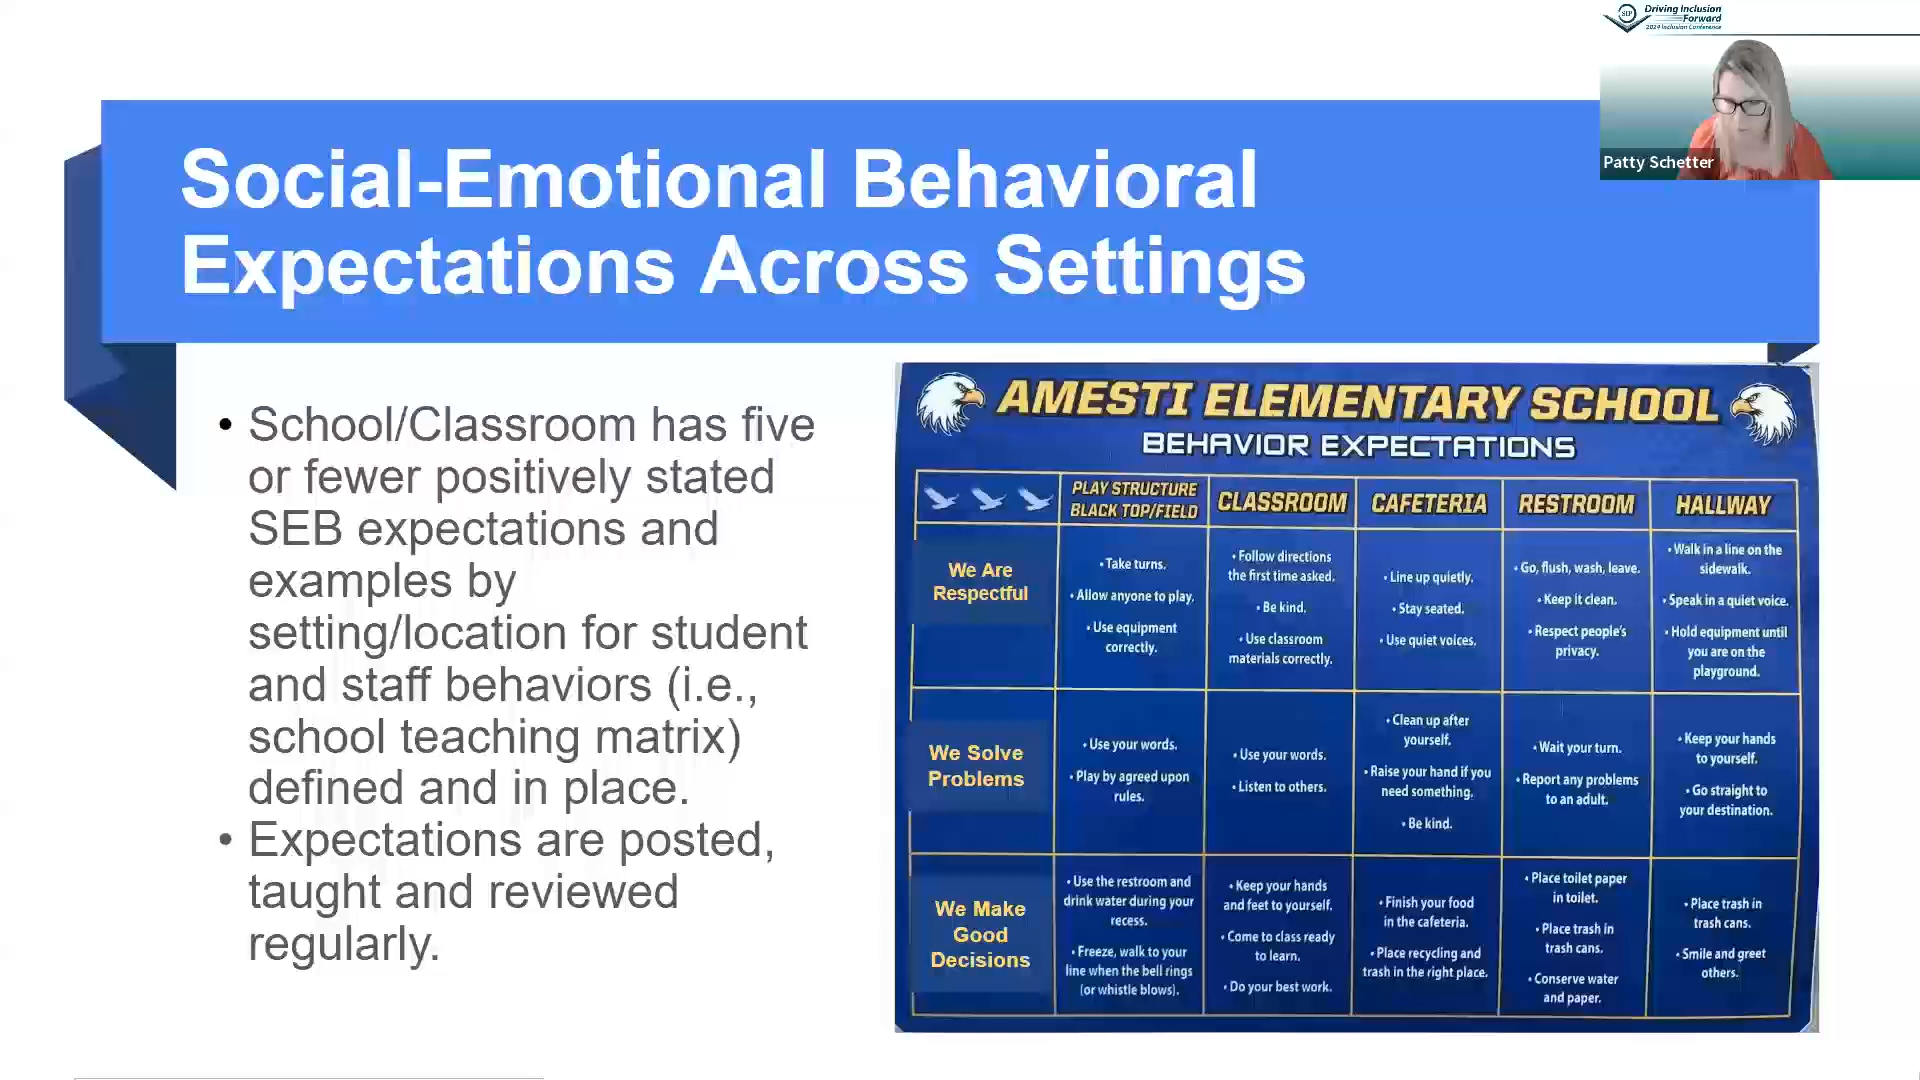 SIP
Driving Inclusion
Forward
2024 Inclusion Conference
Patty Schetter
Social-Emotional Behavioral
Expectations Across Settings
• School/Classroom has five
or fewer positively stated
SEB expectations and
examples by
setting/location for student
and staff behaviors (i.e.,
school teaching matrix)
defined and in place.
• Expectations are posted,
taught and reviewed
regularly.
AMESTI ELEMENTARY SCHOOL
BEHAVIOR EXPECTATIONS
PLAY STRUCTURE
BLACK TOP/FIELD
CLASSROOM
CAFETERIA
RESTROOM
HALLWAY
We Are
Respectful
• Take turns.
• Allow anyone to play.
• Use equipment
correctly.
• Follow directions
the first time asked.
• Be kind.
• Use classroom
materials correctly.
• Line up quietly.
• Stay seated.
• Use quiet voices.
• Go, flush, wash, leave.
• Keep it clean.
• Respect people's
privacy.
• Walk in a line on the
sidewalk.
• Speak in a quiet voice.
• Hold equipment until
you are on the
playground.
We Solve
Problems
• Use your words.
• Play by agreed upon
rules.
• Use your words.
• Listen to others.
• Clean up after
yourself.
• Raise your hand if you
need something.
• Be kind.
• Wait your turn.
• Report any problems
to an adult.
• Keep your hands
to yourself.
• Go straight to
your destination.
We Make
Good
Decisions
• Use the restroom and
drink water during your
recess.
• Freeze, walk to your
line when the bell rings
(or whistle blows).
• Keep your hands
and feet to yourself.
• Come to class ready
to learn.
• Do your best work.
• Finish your food
in the cafeteria.
• Place recycling and
trash in the right place.
• Place toilet paper
in toilet.
• Place trash in
trash cans.
• Conserve water
and paper.
• Place trash in
trash cans.
• Smile and greet
others.